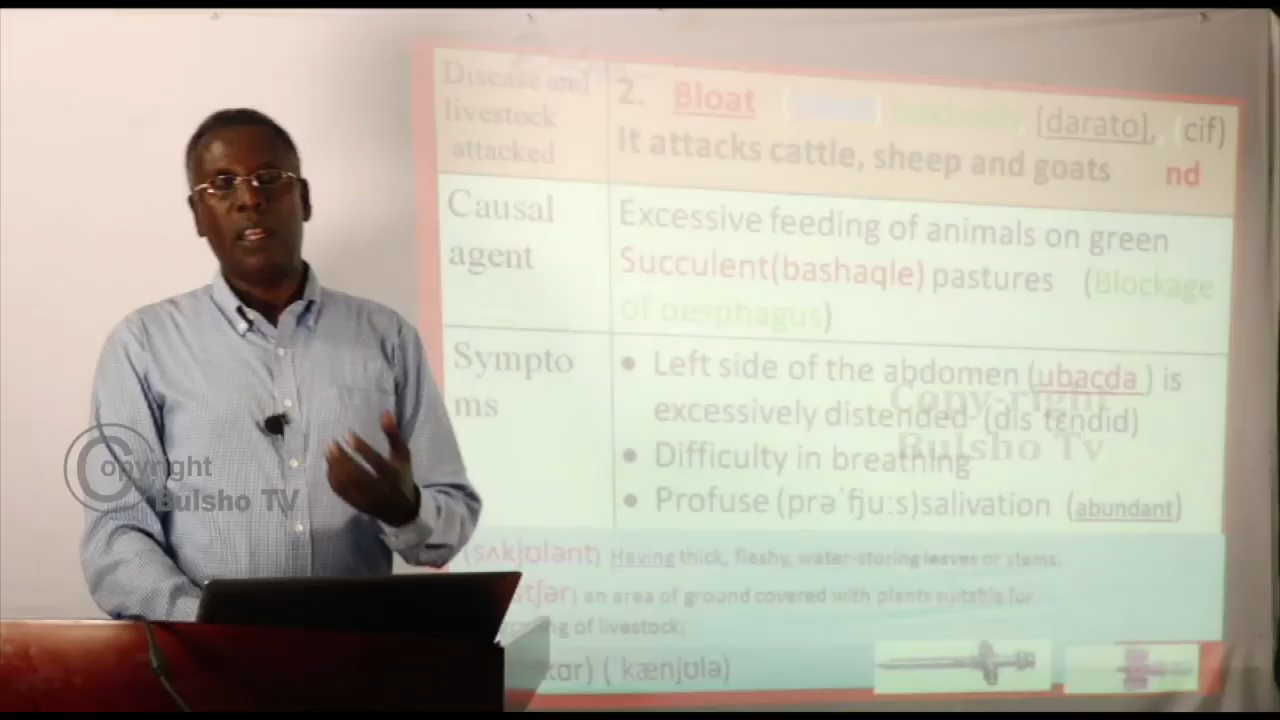 Disease and
livestock
attacked
2. Bloat [darato], (cif)
It attacks cattle, sheep and goats nd
Causal
agent
Excessive feeding of animals on green
Succulent(bashaqle) pastures (Blockage
of oesphagus)
Sympto
ms
• Left side of the abdomen (ubacda ) is
excessively distended (dis'tɛndid)
• Difficulty in breathing
• Profuse (prəˈfjuːs)salivation (abundant)
(sʌkjʊlənt) Having thick, fleshy, water-storing leaves or stems.
an area of ground covered with plants suitable for
of livestock;
(ˈkænjʊlə)
Copy-right
Bulsho Tv
Copyright
Bulsho TV